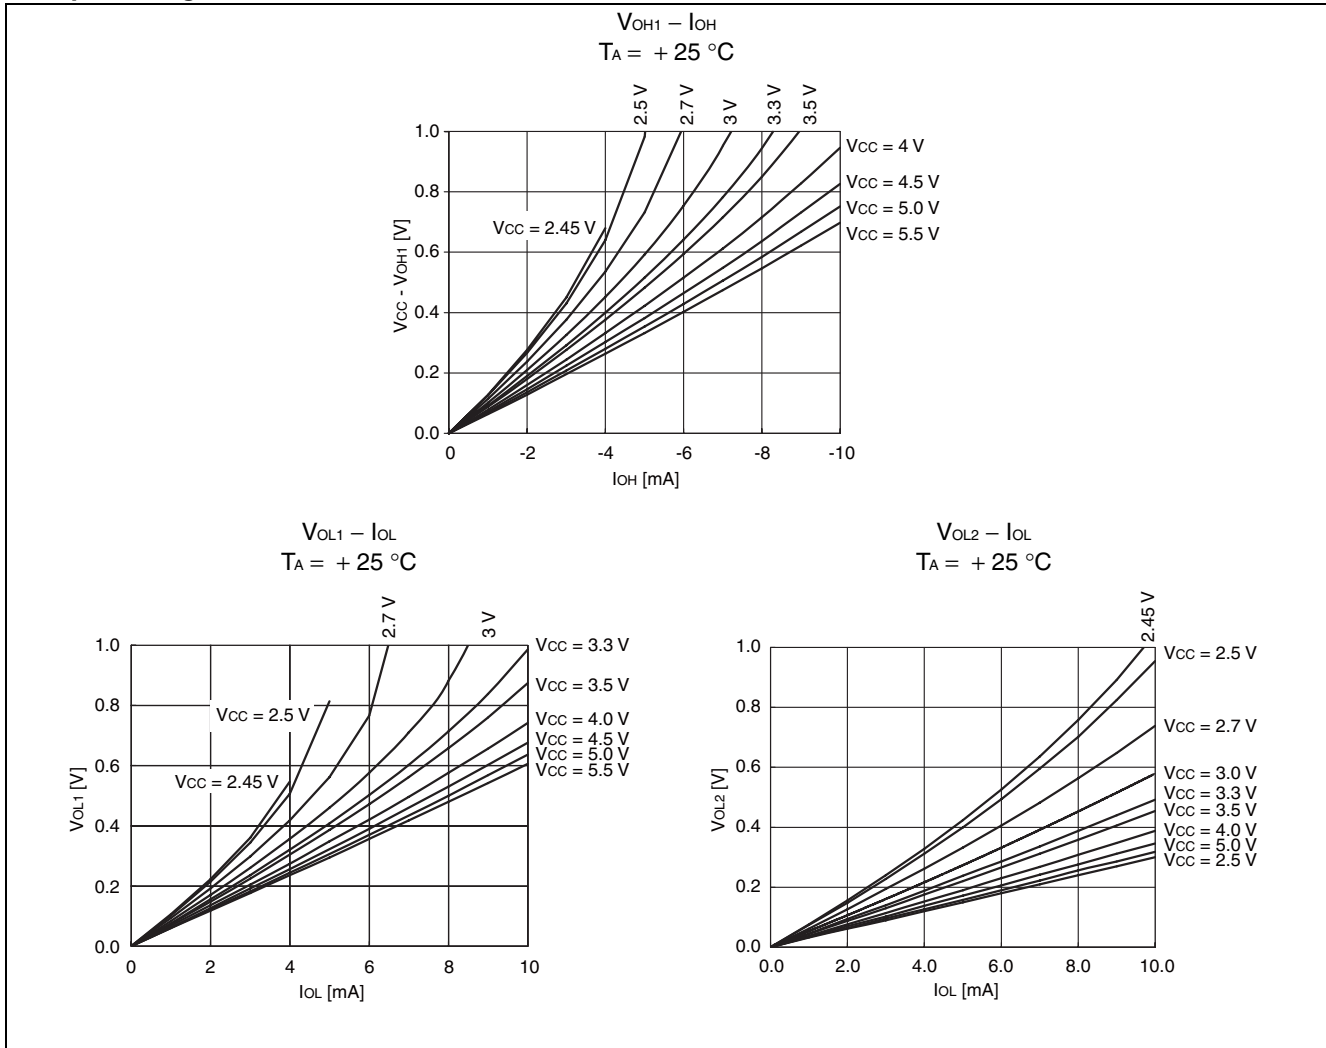 VOH1 – IOH
TA = + 25 °C
2.5 V
2.7 V
3 V
3.3 V
3.5 V
1.0
0.8
0.6
0.4
0.2
0.0
VCC - VOH1 [V]
VCC = 2.45 V
VCC = 4 V
VCC = 4.5 V
VCC = 5.0 V
VCC = 5.5 V
0 -2 -4 -6 -8 -10
IOH [mA]
VOL1 – IOL
TA = + 25 °C
2.7 V
3 V
1.0
0.8
0.6
0.4
0.2
0.0
VOL1 [V]
VCC = 2.5 V
VCC = 2.45 V
VCC = 3.3 V
VCC = 3.5 V
VCC = 4.0 V
VCC = 4.5 V
VCC = 5.0 V
VCC = 5.5 V
0 2 4 6 8 10
IOL [mA]
VOL2 – IOL
TA = + 25 °C
2.45 V
1.0
0.8
0.6
0.4
0.2
0.0
VOL2 [V]
VCC = 2.5 V
VCC = 2.7 V
VCC = 3.0 V
VCC = 3.3 V
VCC = 3.5 V
VCC = 4.0 V
VCC = 5.0 V
VCC = 2.5 V
0.0 2.0 4.0 6.0 8.0 10.0
IOL [mA]